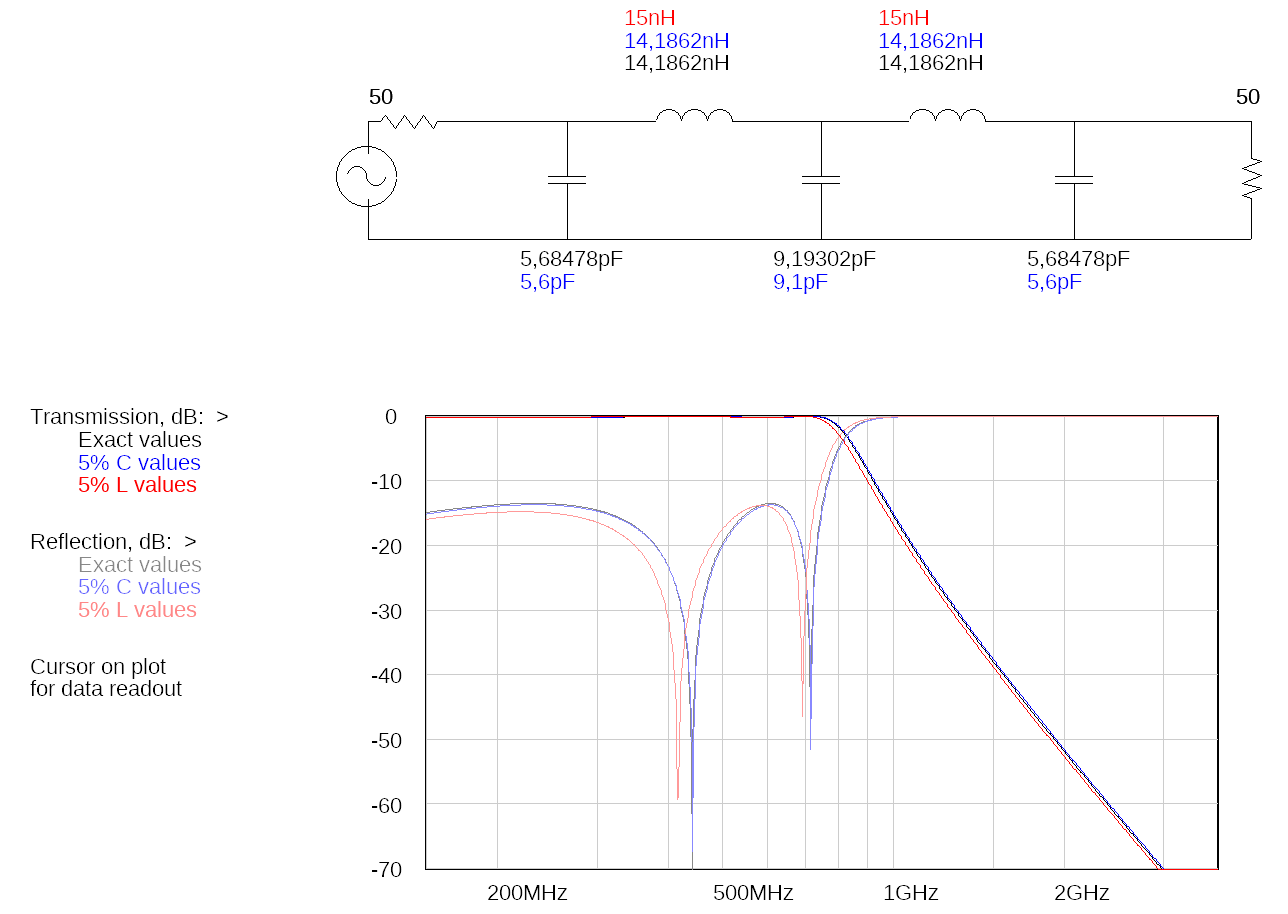 15nH
15nH
14,1862nH
14,1862nH
14,1862nH
14,1862nH
50
50
5,68478pF
9,19302pF
5,68478pF
5,6pF
9,1pF
5,6pF
Transmission, dB: >
Exact values
5% C values
5% L values
Reflection, dB: >
Exact values
5% C values
5% L values
Cursor on plot
for data readout
0
-10
-20
-30
-40
-50
-60
-70
200MHz
500MHz
1GHz
2GHz